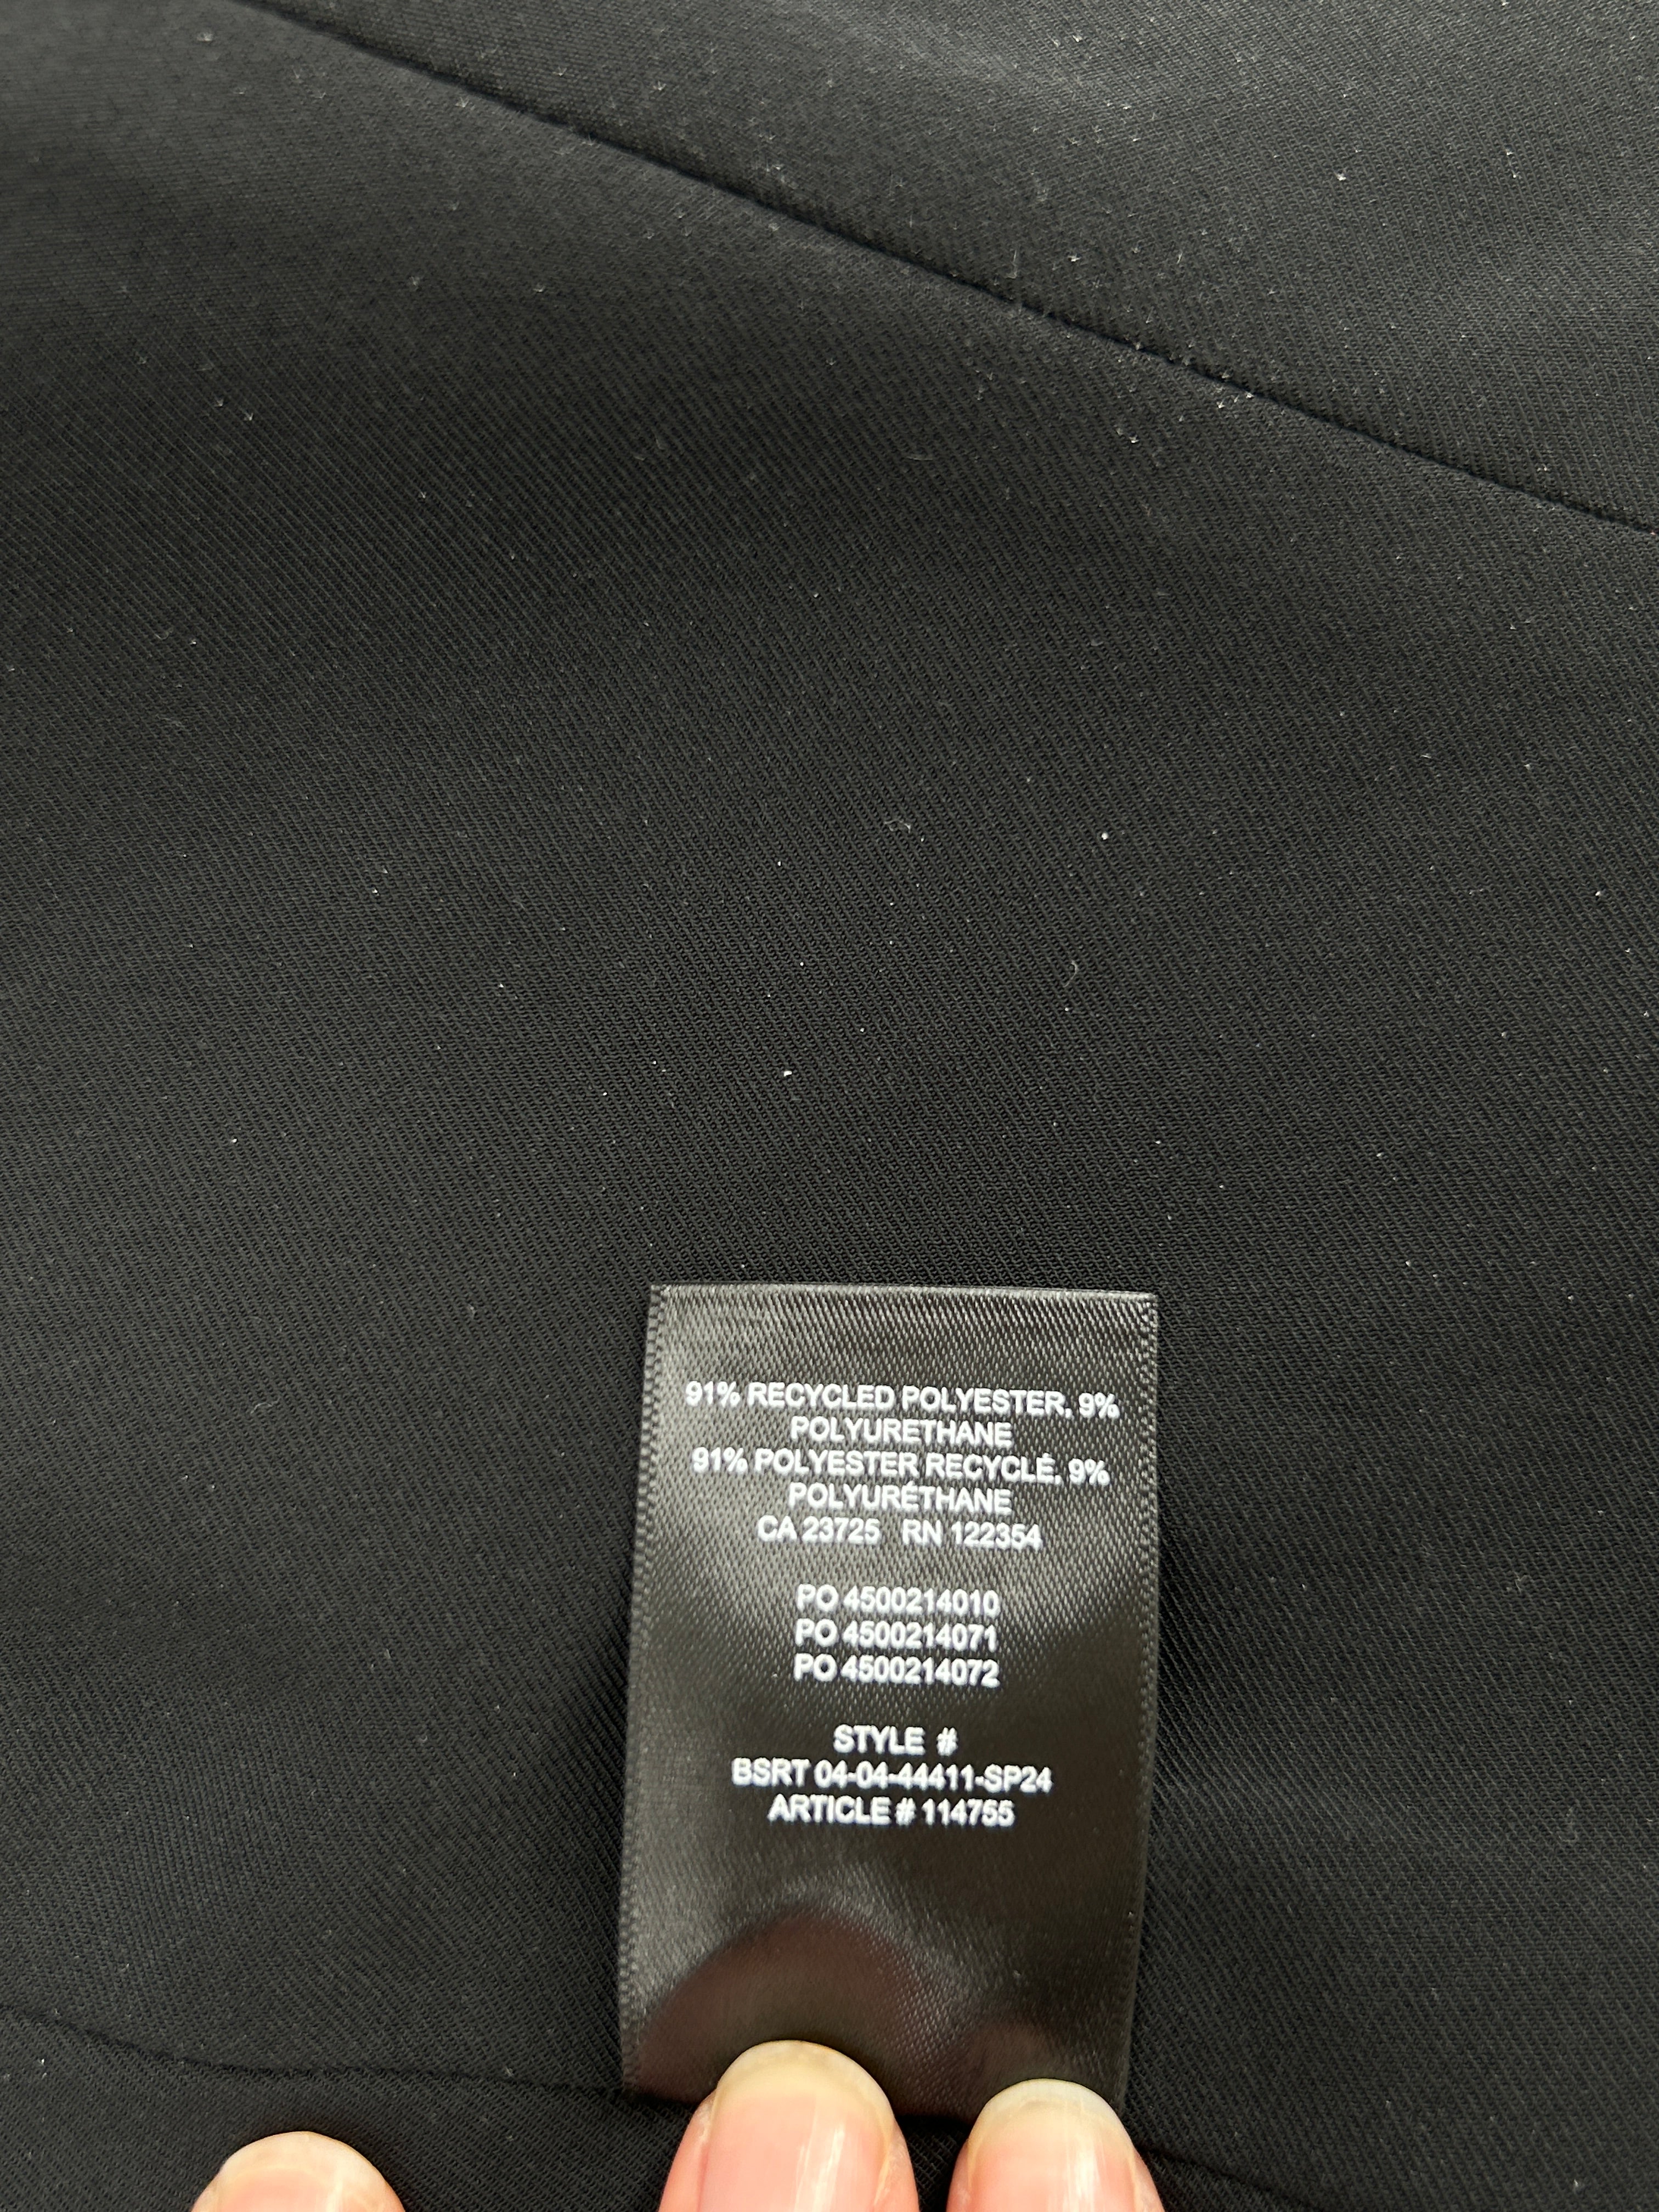 91% RECYCLED POLYESTER, 9%
POLYURETHANE
91% POLYESTER RECYCLÉ, 9%
POLYURÉTHANE
CA 23725 RN 122354
PO 4500214010
PO 4500214071
PO 4500214072
STYLE #
BSRT 04-04-44411-SP24
ARTICLE # 114755